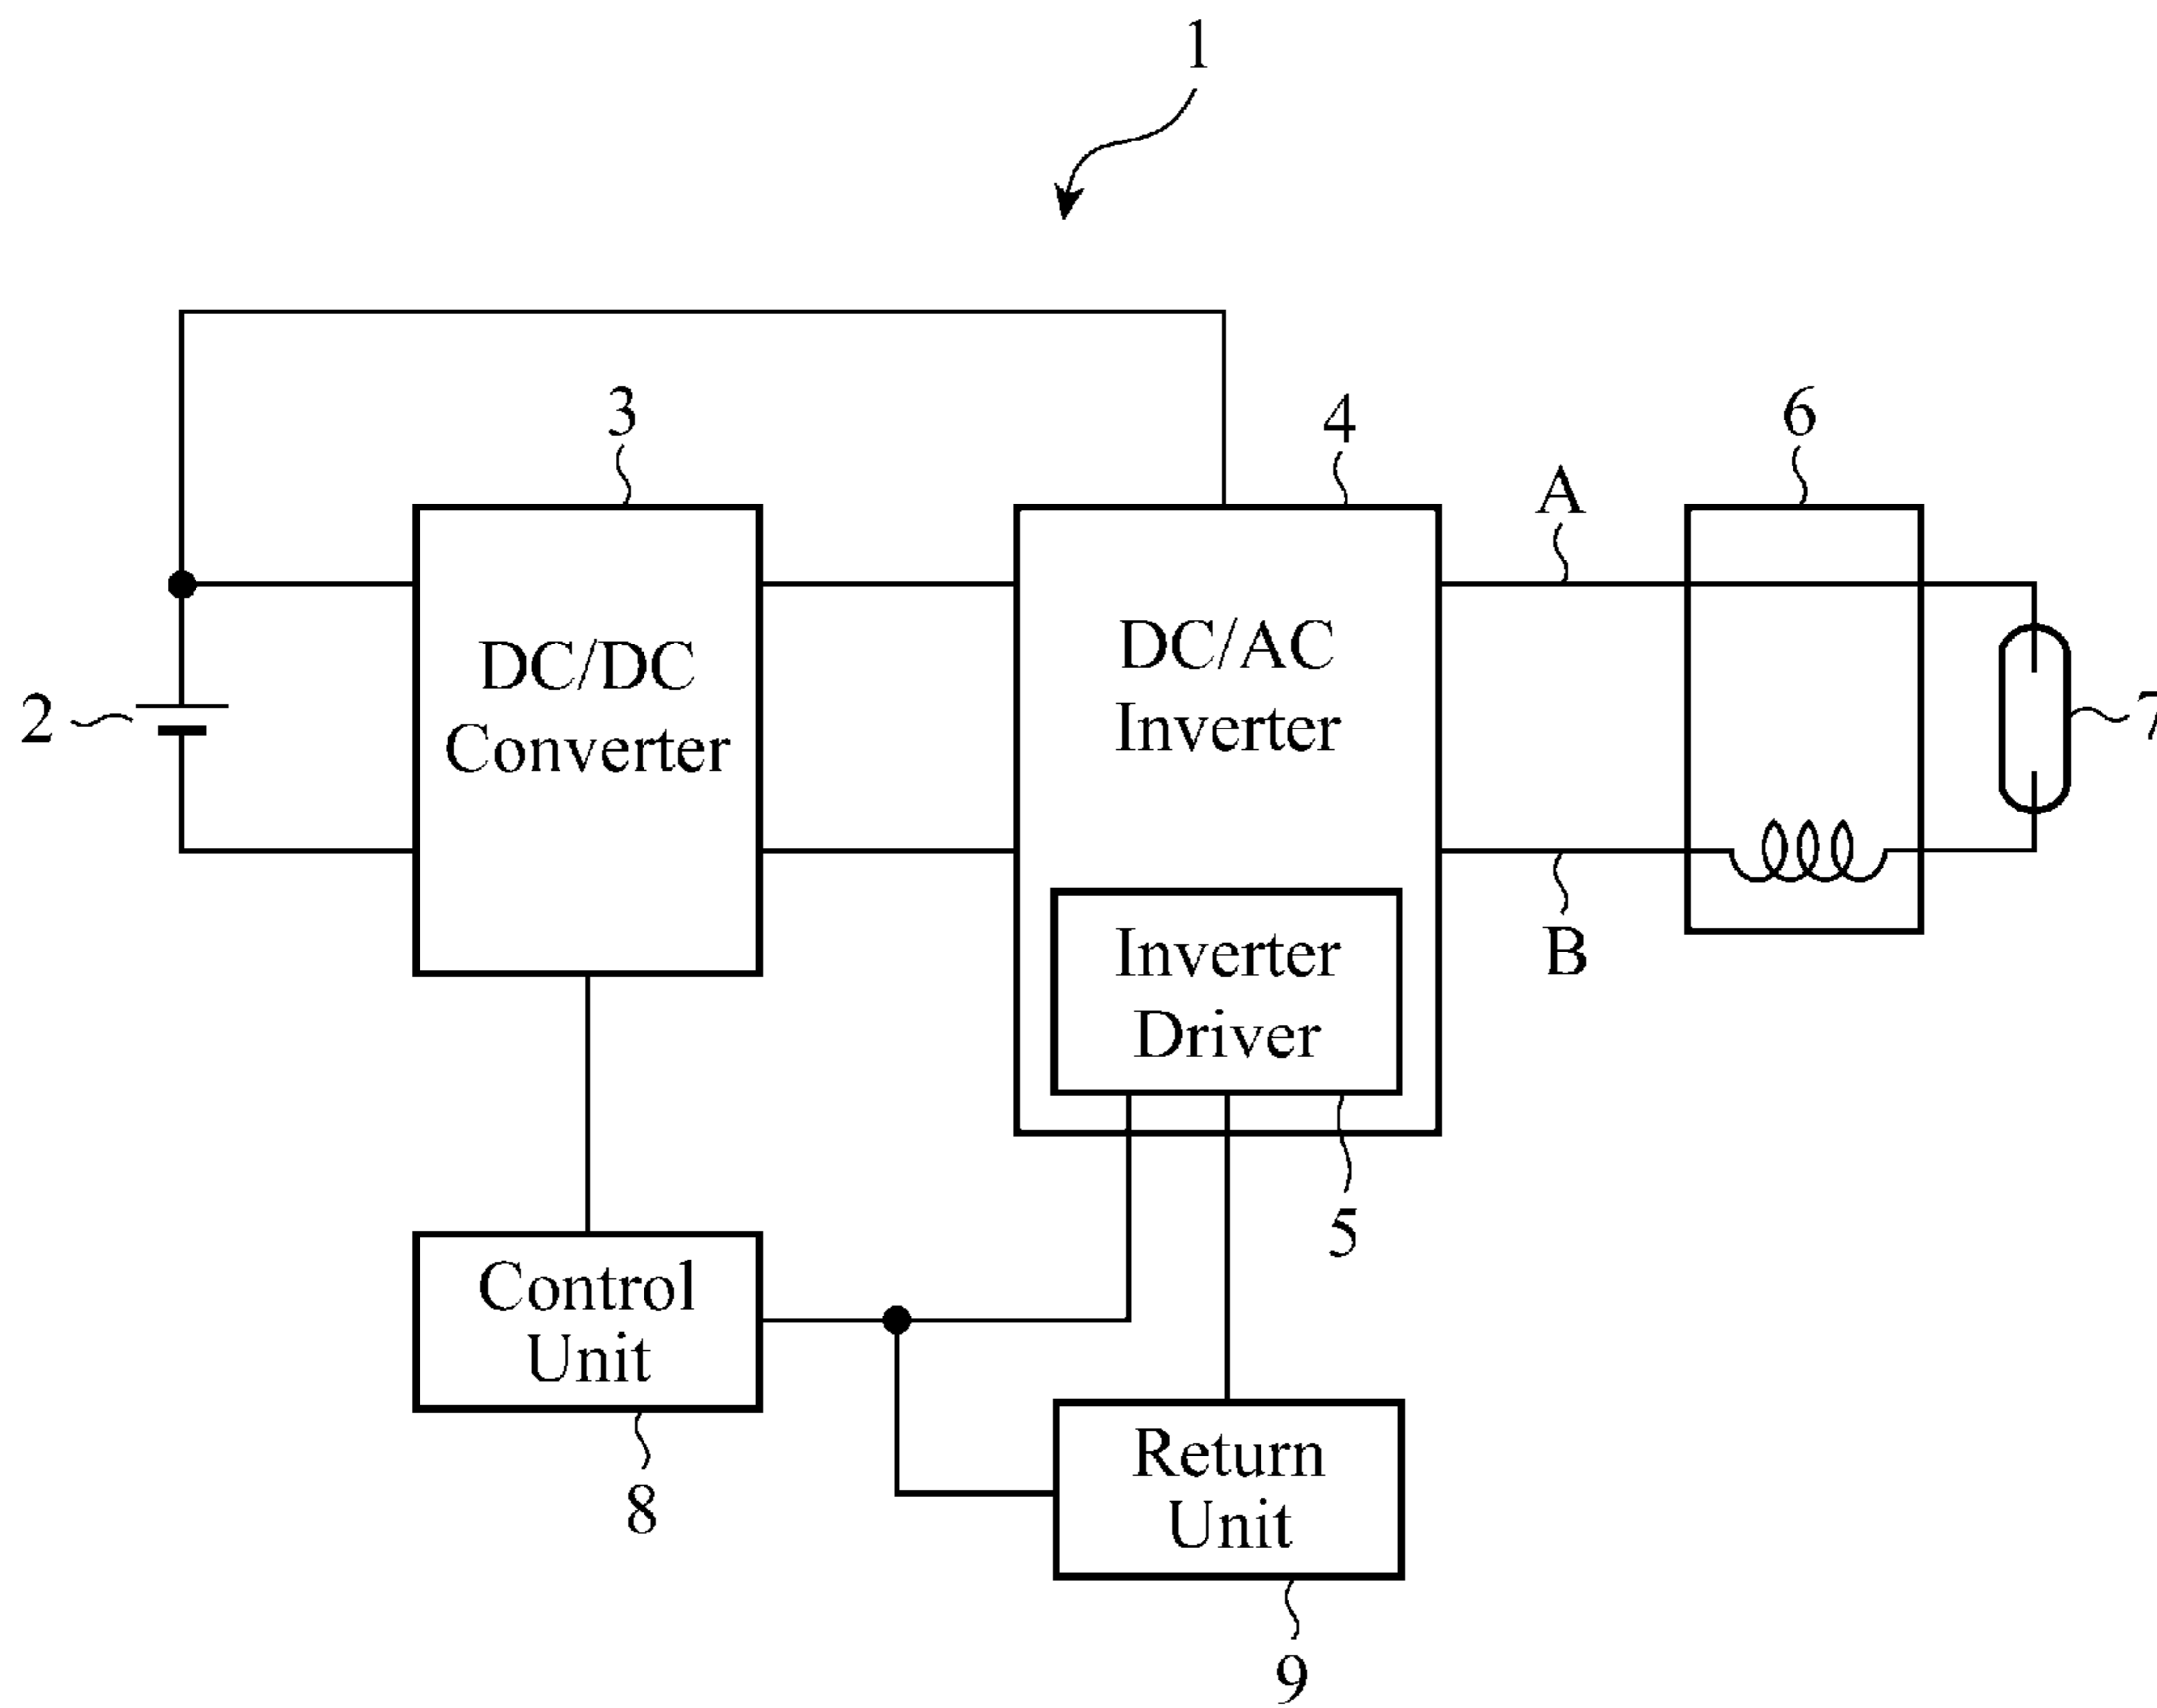 1
3
4
6
A
DC/DC
Converter
DC/AC
Inverter
2
7
B
Inverter
Driver
5
Control
Unit
8
Return
Unit
9